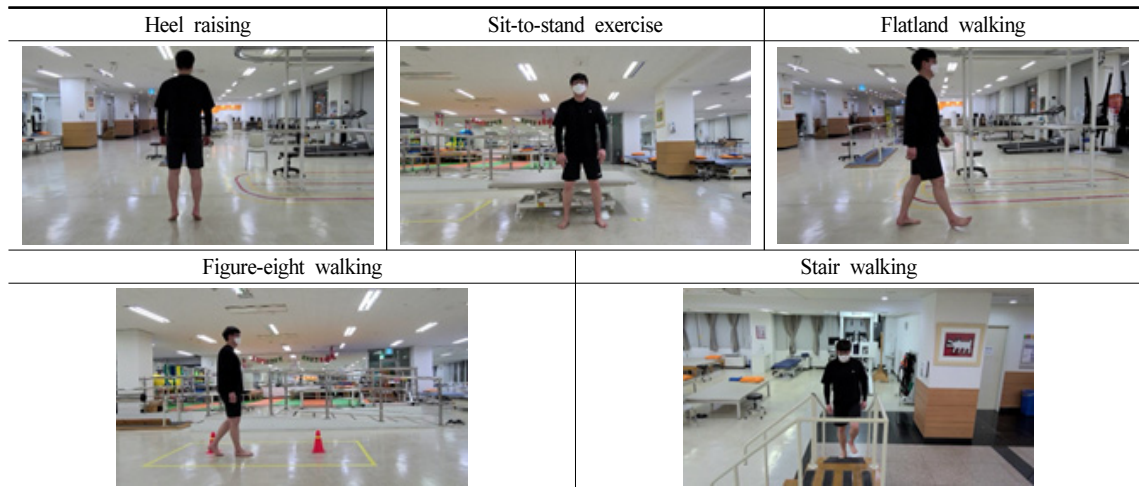 Heel raising
Sit-to-stand exercise
Flatland walking
Figure-eight walking
Stair walking